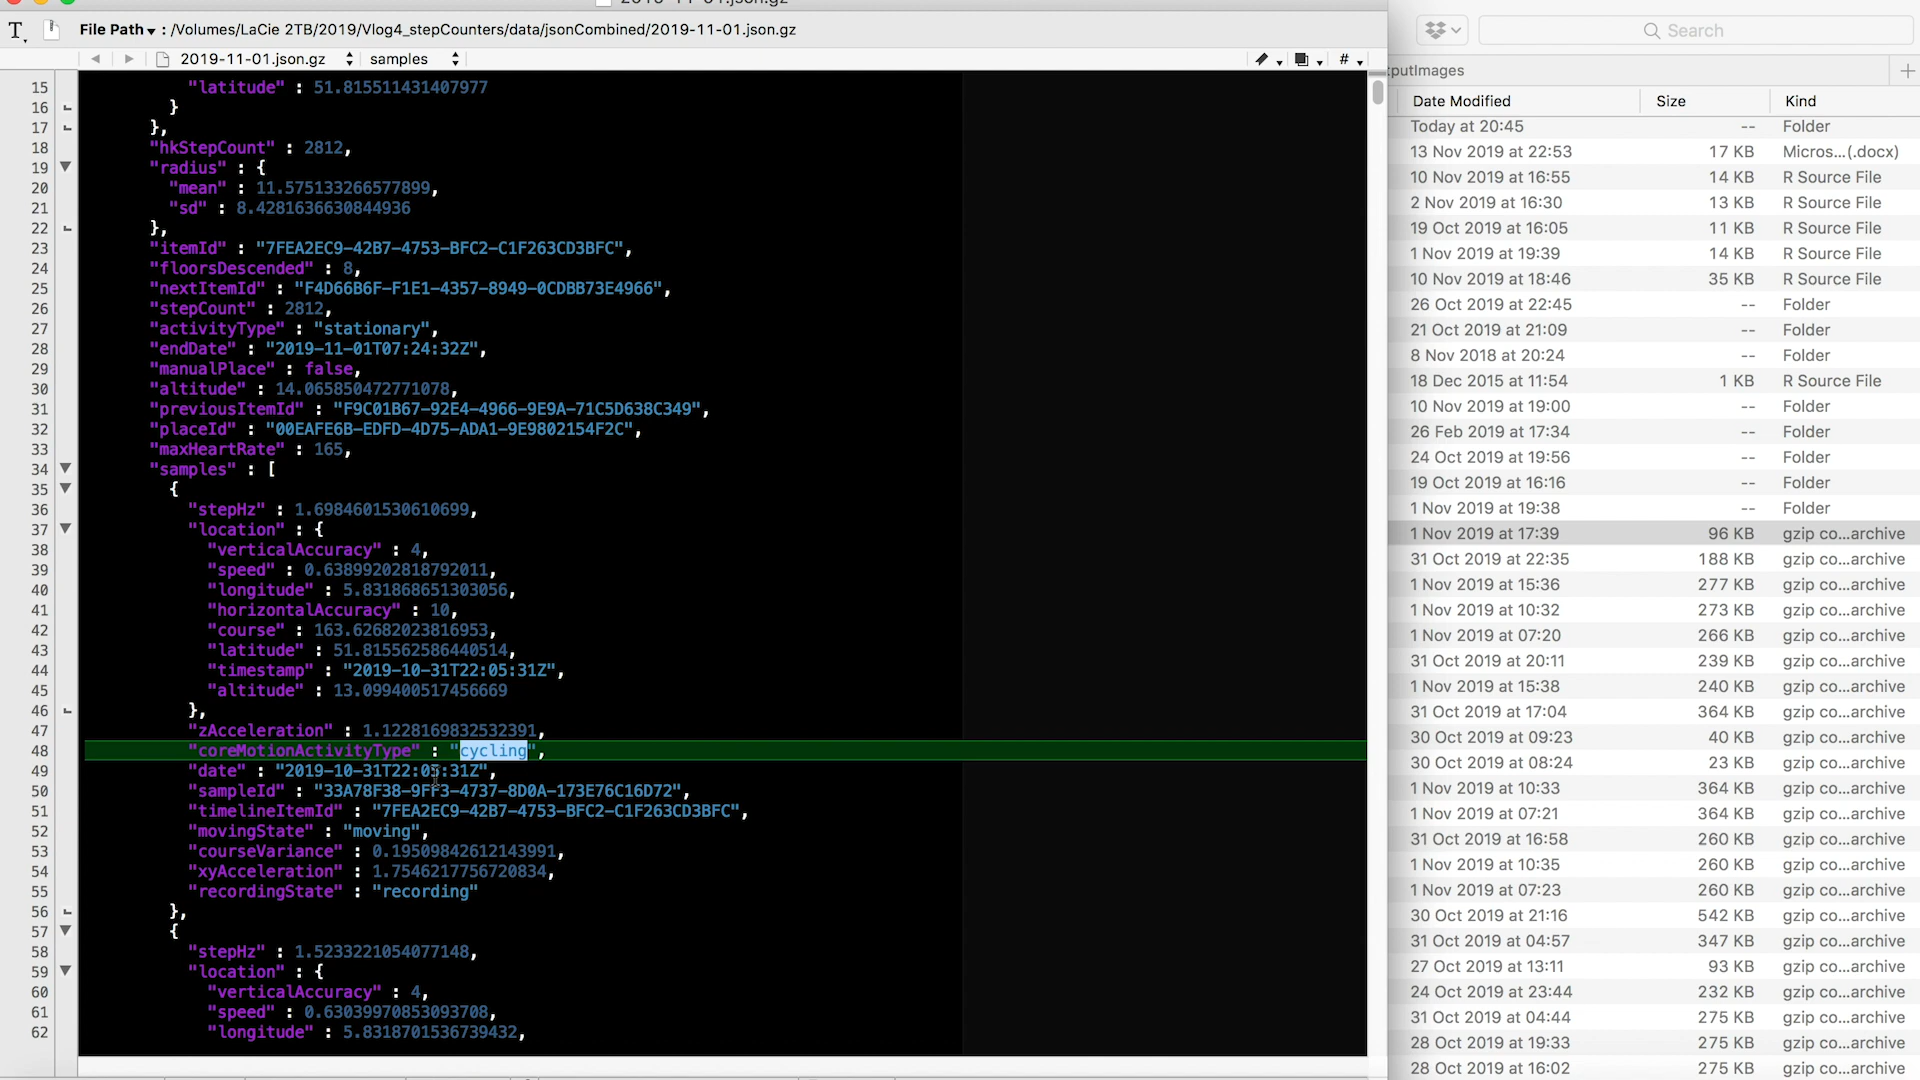 File Path ▾ : /Volumes/LaCie 2TB/2019/Vlog4_stepCounters/data/jsonCombined/2019-11-01.json.gz
2019-11-01.json.gz samples #
15 "latitude" : 51.815511431407977
16 }
17 },
18 "hkStepCount" : 2812,
19 "radius" : {
20 "mean" : 11.575133266577899,
21 "sd" : 8.4281636630844936
22 },
23 "itemId" : "7FEA2EC9-42B7-4753-BFC2-C1F263CD3BFC",
24 "floorsDescended" : 8,
25 "nextItemId" : "F4D66B6F-F1E1-4357-8949-0CDBB73E4966",
26 "stepCount" : 2812,
27 "activityType" : "stationary",
28 "endDate" : "2019-11-01T07:24:32Z",
29 "manualPlace" : false,
30 "altitude" : 14.065850472771078,
31 "previousItemId" : "F9C01B67-92E4-4966-9E9A-71C5D638C349",
32 "placeId" : "00EAFE6B-EDFD-4D75-ADA1-9E9802154F2C",
33 "maxHeartRate" : 165,
34 "samples" : [
35 {
36 "stepHz" : 1.6984601530610699,
37 "location" : {
38 "verticalAccuracy" : 4,
39 "speed" : 0.63899202818792011,
40 "longitude" : 5.831868651303056,
41 "horizontalAccuracy" : 10,
42 "course" : 163.62682023816953,
43 "latitude" : 51.815562586440514,
44 "timestamp" : "2019-10-31T22:05:31Z",
45 "altitude" : 13.099400517456669
46 },
47 "zAcceleration" : 1.1228169832532391,
48 "coreMotionActivityType" : "cycling",
49 "date" : "2019-10-31T22:05:31Z",
50 "sampleId" : "33A78F38-9FF3-4737-8D0A-173E76C16D72",
51 "timelineItemId" : "7FEA2EC9-42B7-4753-BFC2-C1F263CD3BFC",
52 "movingState" : "moving",
53 "courseVariance" : 0.19509842612143991,
54 "xyAcceleration" : 1.7546217756720834,
55 "recordingState" : "recording"
56 },
57 {
58 "stepHz" : 1.5233221054077148,
59 "location" : {
60 "verticalAccuracy" : 4,
61 "speed" : 0.63039970853093708,
62 "longitude" : 5.8318701536739432,
Search
putImages
Date Modified Size Kind
Today at 20:45 -- Folder
13 Nov 2019 at 22:53 17 KB Micros...(.docx)
10 Nov 2019 at 16:55 14 KB R Source File
2 Nov 2019 at 16:30 13 KB R Source File
19 Oct 2019 at 16:05 11 KB R Source File
1 Nov 2019 at 19:39 14 KB R Source File
10 Nov 2019 at 18:46 35 KB R Source File
26 Oct 2019 at 22:45 -- Folder
21 Oct 2019 at 21:09 -- Folder
8 Nov 2018 at 20:24 -- Folder
18 Dec 2015 at 11:54 1 KB R Source File
10 Nov 2019 at 19:00 -- Folder
26 Feb 2019 at 17:34 -- Folder
24 Oct 2019 at 19:56 -- Folder
19 Oct 2019 at 16:16 -- Folder
1 Nov 2019 at 19:38 -- Folder
1 Nov 2019 at 17:39 96 KB gzip co...archive
31 Oct 2019 at 22:35 188 KB gzip co...archive
1 Nov 2019 at 15:36 277 KB gzip co...archive
1 Nov 2019 at 10:32 273 KB gzip co...archive
1 Nov 2019 at 07:20 266 KB gzip co...archive
31 Oct 2019 at 20:11 239 KB gzip co...archive
1 Nov 2019 at 15:38 240 KB gzip co...archive
31 Oct 2019 at 17:04 364 KB gzip co...archive
30 Oct 2019 at 09:23 40 KB gzip co...archive
30 Oct 2019 at 08:24 23 KB gzip co...archive
1 Nov 2019 at 10:33 364 KB gzip co...archive
1 Nov 2019 at 07:21 364 KB gzip co...archive
31 Oct 2019 at 16:58 260 KB gzip co...archive
1 Nov 2019 at 10:35 260 KB gzip co...archive
1 Nov 2019 at 07:23 260 KB gzip co...archive
30 Oct 2019 at 21:16 542 KB gzip co...archive
31 Oct 2019 at 04:57 347 KB gzip co...archive
27 Oct 2019 at 13:11 93 KB gzip co...archive
24 Oct 2019 at 23:44 232 KB gzip co...archive
31 Oct 2019 at 04:44 275 KB gzip co...archive
28 Oct 2019 at 19:33 275 KB gzip co...archive
28 Oct 2019 at 16:02 275 KB gzip co...archive